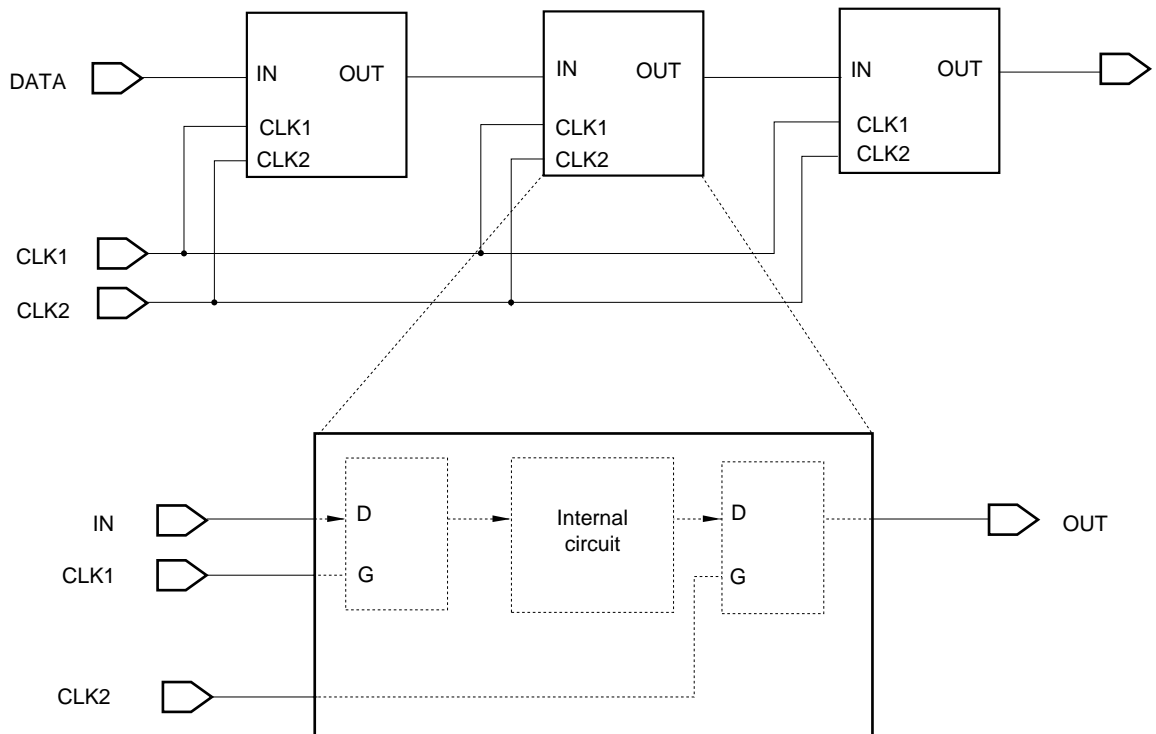 DATA
IN OUT
CLK1
CLK2
IN OUT
CLK1
CLK2
IN OUT
CLK1
CLK2
CLK1
CLK2
IN
CLK1
CLK2
D
G
Internal
circuit
D
G
OUT